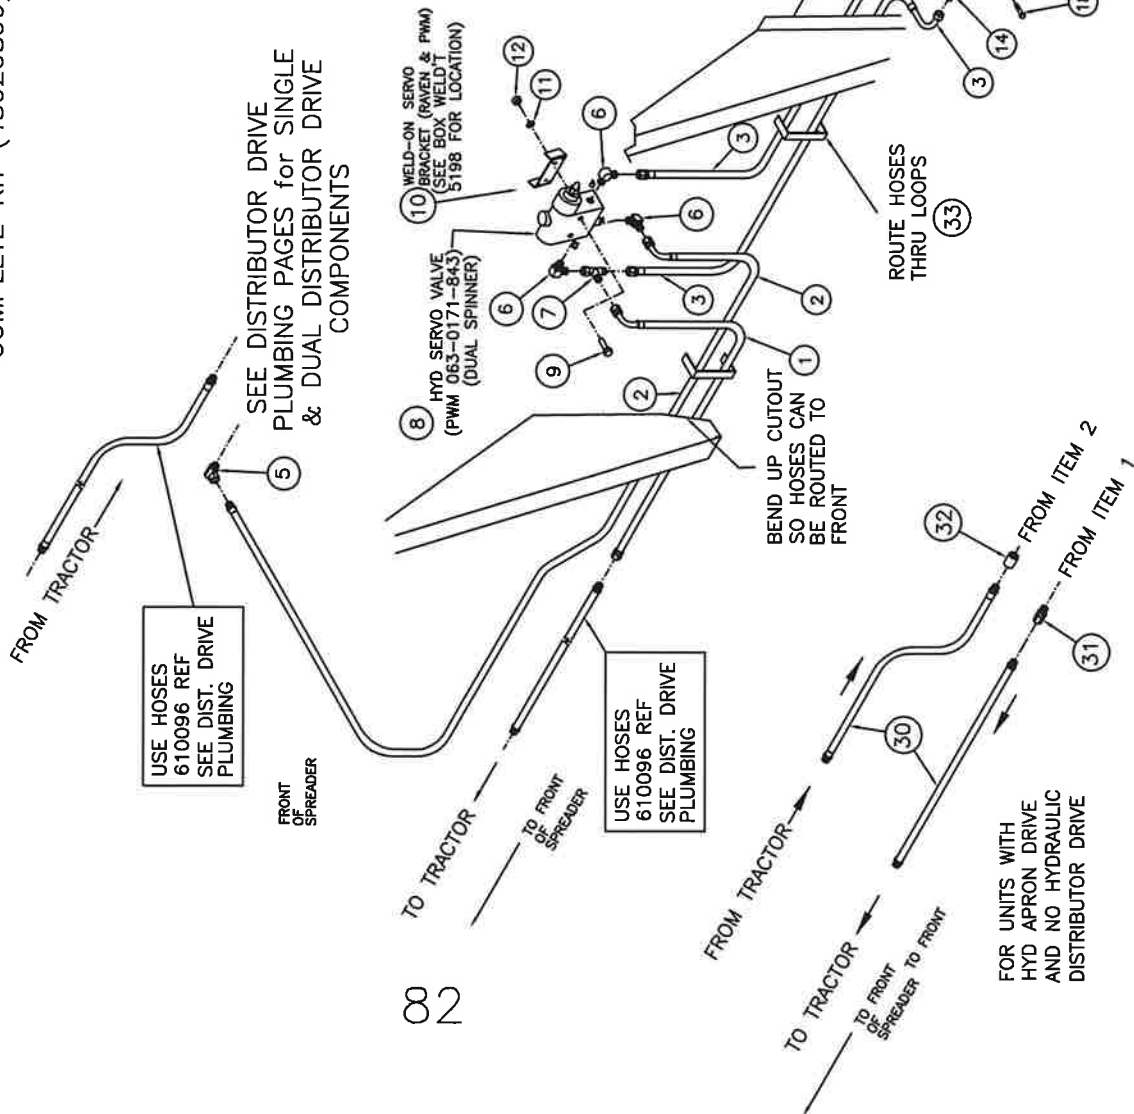 SEE DISTRIBUTOR DRIVE
PLUMBING PAGES for SINGLE
& DUAL DISTRIBUTOR DRIVE
COMPONENTS
FROM TRACTOR
5
USE HOSES
610096 REF
SEE DIST. DRIVE
PLUMBING
FRONT
OF
SPREADER
WELD-ON SERVO
BRACKET (RAVEN & PWM)
(SEE BOX WELD'T
5198 FOR LOCATION)
10
12
11
6
HYD SERVO VALVE
(PWM 063-0171-843)
(DUAL SPINNER)
8
6
7
9
3
6
3
2
1
2
14
3
ROUTE HOSES
THRU LOOPS
33
BEND UP CUTOUT
SO HOSES CAN
BE ROUTED TO
FRONT
TO TRACTOR
TO FRONT
OF
SPREADER
USE HOSES
610096 REF
SEE DIST. DRIVE
PLUMBING
82
FROM TRACTOR
30
32
FROM ITEM 2
FROM ITEM 1
31
TO TRACTOR
TO FRONT
OF
SPREADER TO FRONT
FOR UNITS WITH
HYD APRON DRIVE
AND NO HYDRAULIC
DISTRIBUTOR DRIVE